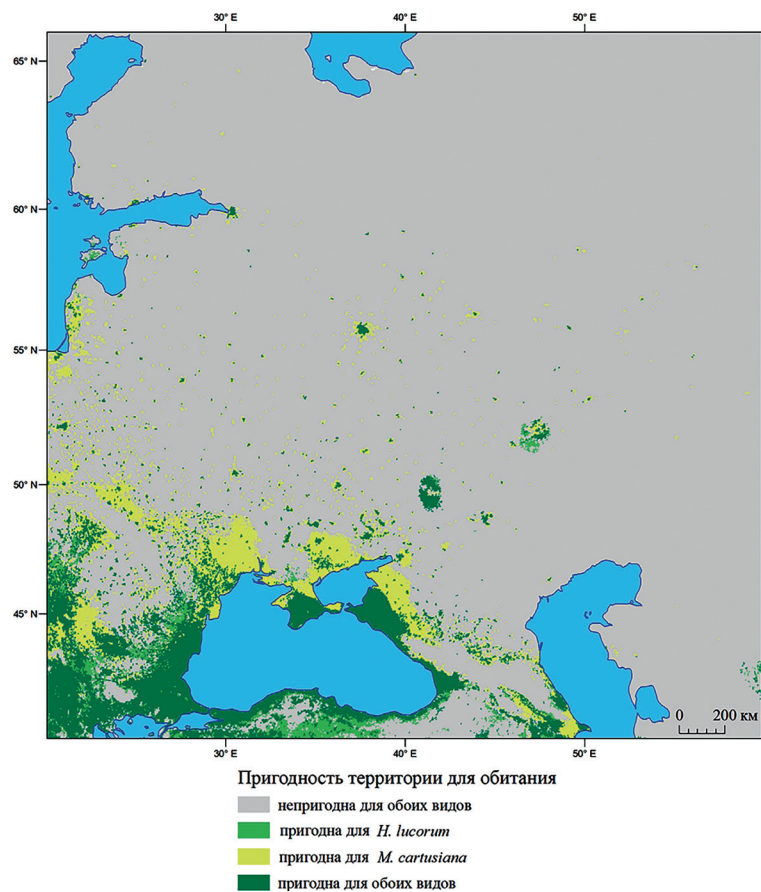 30° E 40° E 50° E
65° N
60° N
55° N
50° N
45° N
0 200 км
30° E 40° E 50° E
Пригодность территории для обитания
непригодна для обоих видов
пригодна для H. lucorum
пригодна для M. cartusiana
пригодна для обоих видов